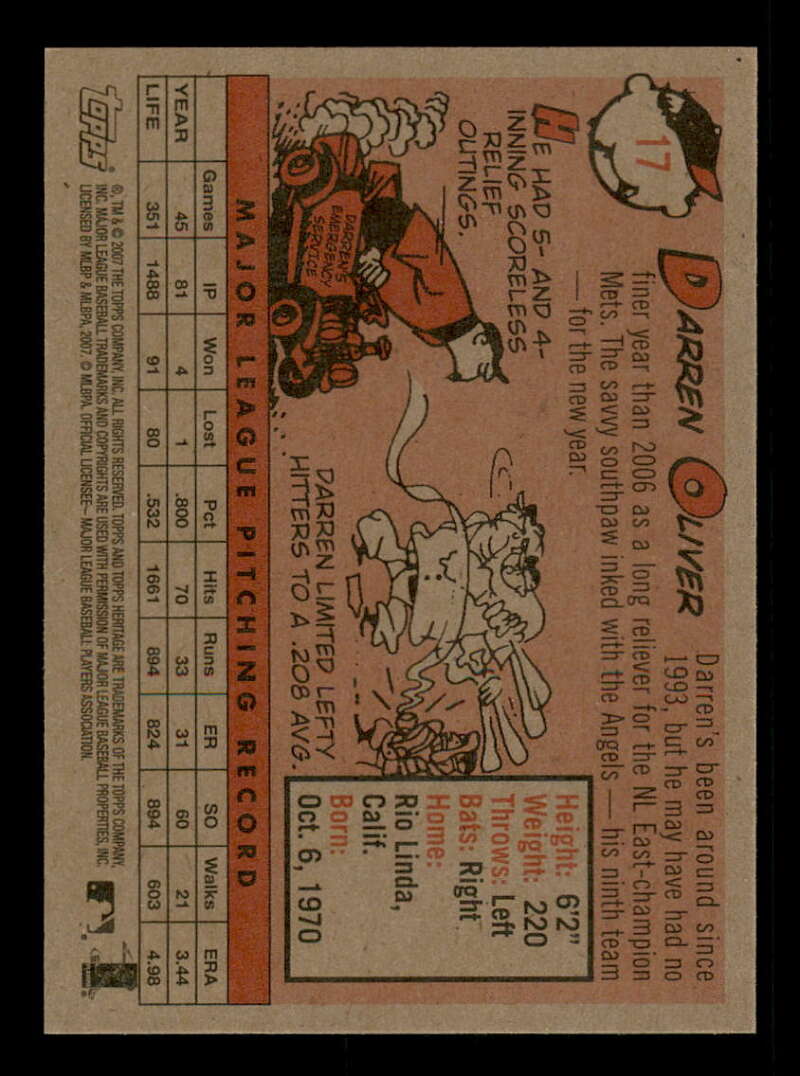 17
DARREN OLIVER
Darren's been around since
1993, but he may have had no
finer year than 2006 as a long reliever for the NL East-champion
Mets. The savvy southpaw inked with the Angels — his ninth team
— for the new year.
HE HAD 5- AND 4-
INNING SCORELESS
RELIEF
OUTINGS.
DARREN'S
EMERGENCY
SERVICE
DARREN LIMITED LEFTY
HITTERS TO A .208 AVG.
Height: 6'2"
Weight: 220
Throws: Left
Bats: Right
Home:
Rio Linda,
Calif.
Born:
Oct. 6, 1970
MAJOR LEAGUE PITCHING RECORD
Games IP Won Lost Pct Hits Runs ER SO Walks ERA
YEAR 45 81 4 1 .800 70 33 31 60 21 3.44
LIFE 351 1488 91 80 .532 1661 894 824 894 603 4.98
TOPPS
®, TM & © 2007 THE TOPPS COMPANY, INC. ALL RIGHTS RESERVED. TOPPS AND TOPPS HERITAGE ARE TRADEMARKS OF THE TOPPS COMPANY,
INC. MAJOR LEAGUE BASEBALL TRADEMARKS AND COPYRIGHTS ARE USED WITH PERMISSION OF MAJOR LEAGUE BASEBALL PROPERTIES, INC.
LICENSED BY MLBP & MLBPA, 2007. © MLBPA. OFFICIAL LICENSEE– MAJOR LEAGUE BASEBALL PLAYERS ASSOCIATION.